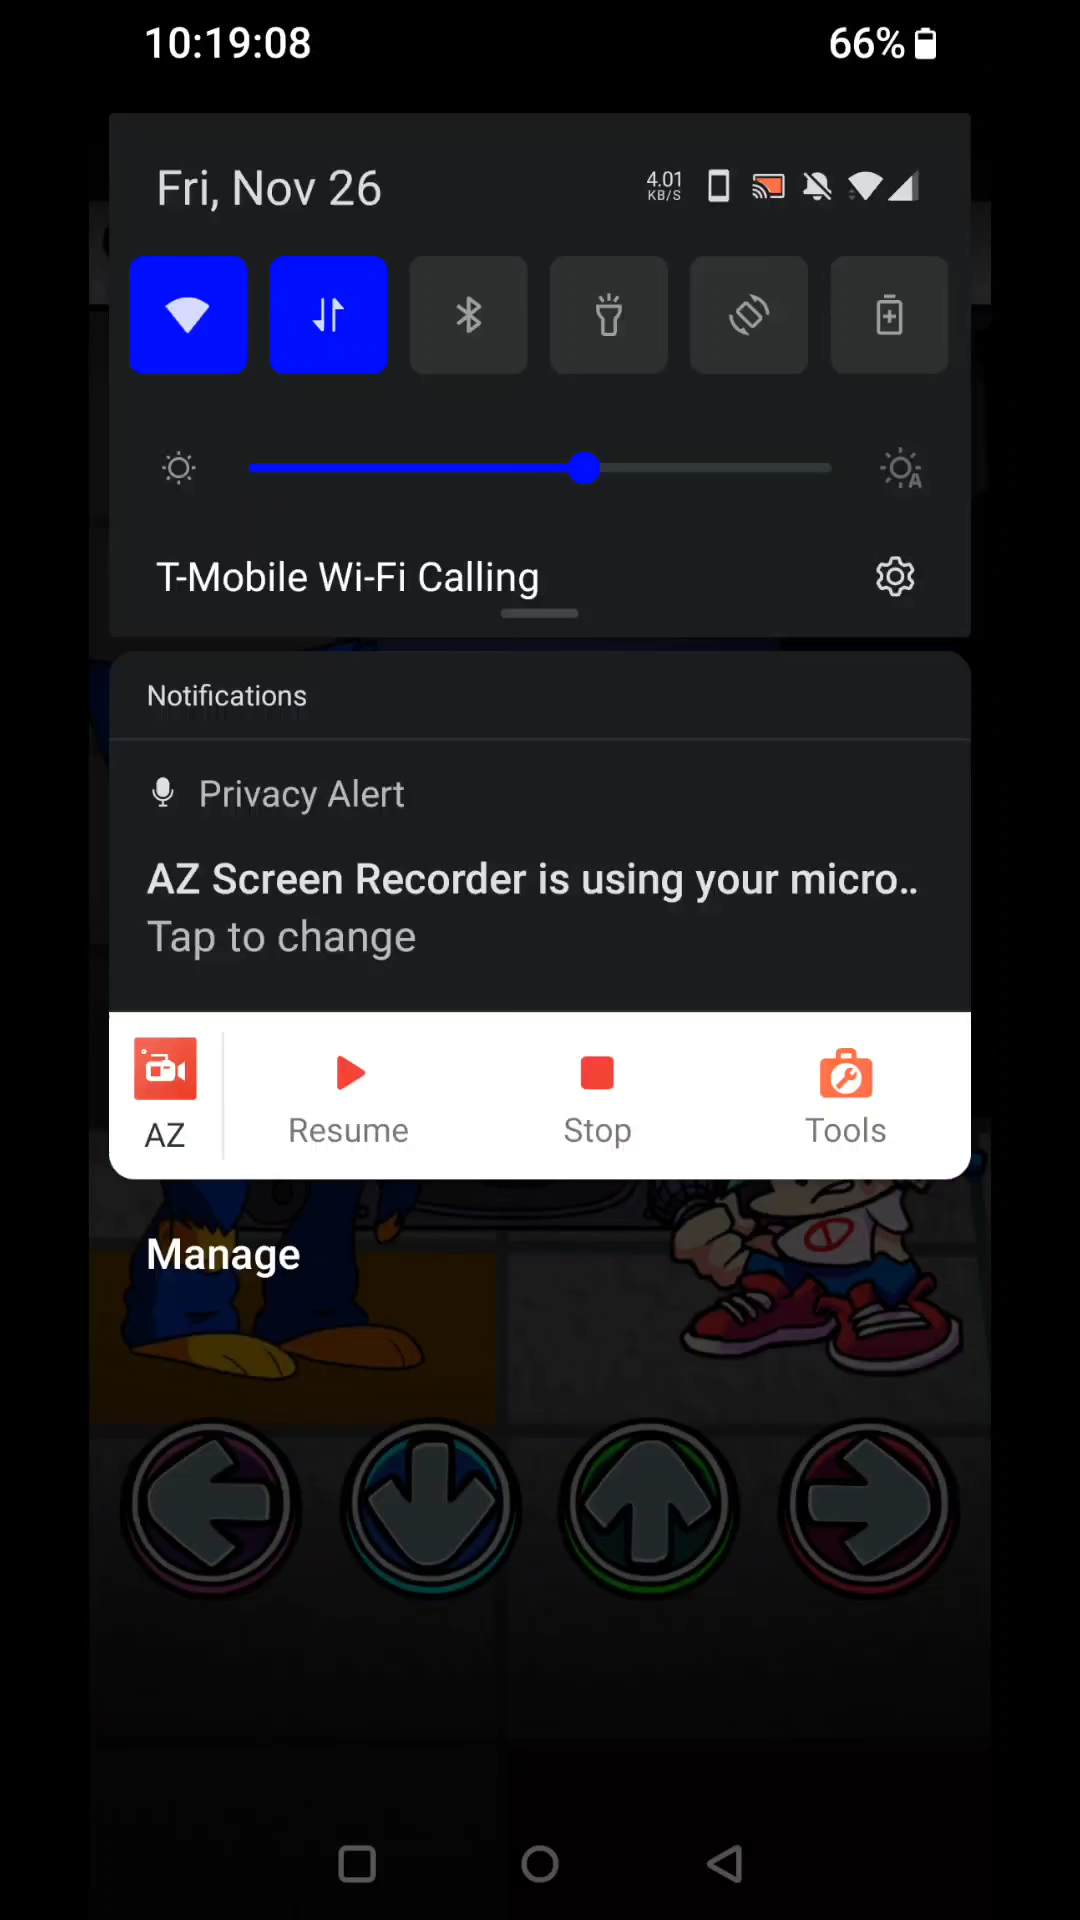 10:19:08
66%
Fri, Nov 26
4.01
KB/S
A
T-Mobile Wi-Fi Calling
Notifications
Privacy Alert
AZ Screen Recorder is using your micro..
Tap to change
AZ
Resume
Stop
Tools
Manage